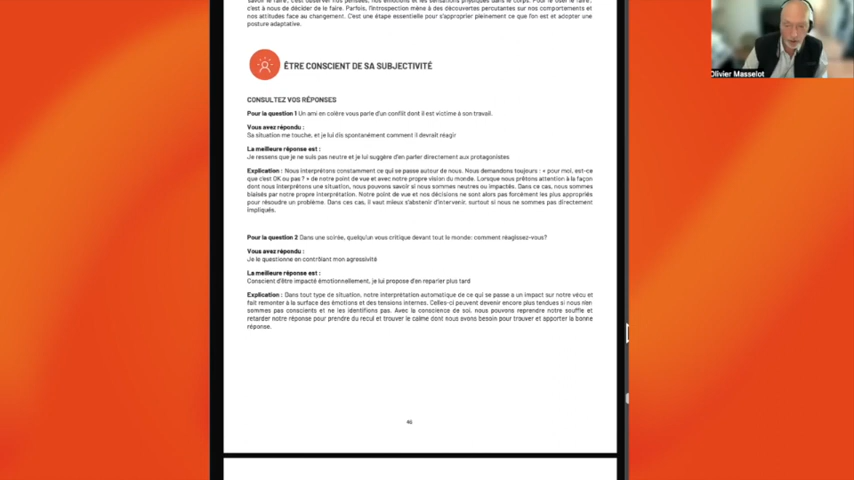 savoir le faire, c'est observer nos pensées, nos émotions et les sensations physiques dans le corps. Pour le user le faire,
c'est à nous de décider de le faire. Parfois, l'introspection mène à des découvertes percutantes sur nos comportements et
nos attitudes face au changement. C'est une étape essentielle pour s'approprier pleinement ce que l'on est et adopter une
posture adaptative.
ÊTRE CONSCIENT DE SA SUBJECTIVITÉ
CONSULTEZ VOS RÉPONSES
Pour la question 1 Un ami en colère vous parle d'un conflit dont il est victime à son travail.
Vous avez répondu :
Sa situation me touche, et je lui dis spontanément comment il devrait réagir
La meilleure réponse est :
Je ressens que je ne suis pas neutre et je lui suggère d'en parler directement aux protagonistes
Explication : Nous interprétons constamment ce qui se passe autour de nous. Nous demandons toujours : « pour moi, est-ce
que c'est OK ou pas ? » de notre point de vue et avec notre propre vision du monde. Lorsque nous prêtons attention à la façon
dont nous interprétons une situation, nous pouvons savoir si nous sommes neutres ou impactés. Dans ce cas, nous sommes
biaisés par notre propre interprétation. Notre point de vue et nos décisions ne sont alors pas forcément les plus appropriés
pour résoudre un problème. Dans ces cas, il vaut mieux s'abstenir d'intervenir, surtout si nous ne sommes pas directement
impliqués.
Pour la question 2 Dans une soirée, quelqu'un vous critique devant tout le monde: comment réagissez-vous?
Vous avez répondu :
Je le questionne en contrôlant mon agressivité
La meilleure réponse est :
Conscient d'être impacté émotionnellement, je lui propose d'en reparler plus tard
Explication : Dans tout type de situation, notre interprétation automatique de ce qui se passe a un impact sur notre vécu et
fait remonter à la surface des émotions et des tensions internes. Celles-ci peuvent devenir encore plus tendues si nous n'en
sommes pas conscients et ne les identifions pas. Avec la conscience de soi, nous pouvons reprendre notre souffle et
retarder notre réponse pour prendre du recul et trouver le calme dont nous avons besoin pour trouver et apporter la bonne
réponse.
46
Olivier Masselot